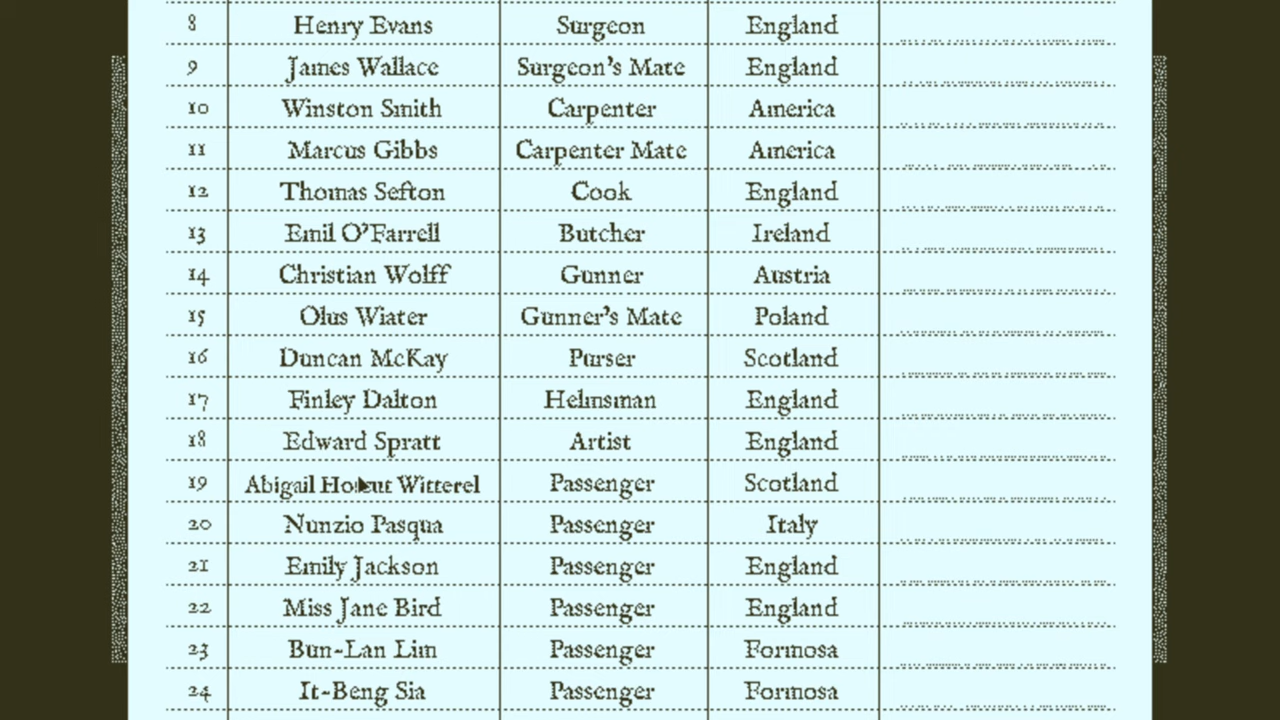 8 Henry Evans Surgeon England
9 James Wallace Surgeon's Mate England
10 Winston Smith Carpenter America
11 Marcus Gibbs Carpenter Mate America
12 Thomas Sefton Cook England
13 Emil O'Farrell Butcher Ireland
14 Christian Wolff Gunner Austria
15 Olus Wiater Gunner's Mate Poland
16 Duncan McKay Purser Scotland
17 Finley Dalton Helmsman England
18 Edward Spratt Artist England
19 Abigail Witterel Passenger Scotland
20 Nunzio Pasqua Passenger Italy
21 Emily Jackson Passenger England
22 Miss Jane Bird Passenger England
23 Bun-Lan Lim Passenger Formosa
24 It-Beng Sia Passenger Formosa